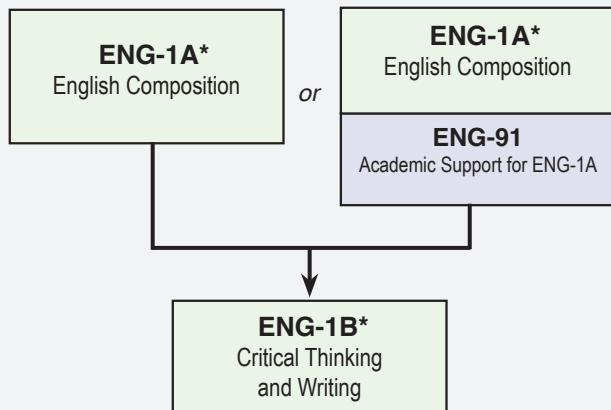 ENG-1A*
English Composition
or
ENG-1A*
English Composition
ENG-91
Academic Support for ENG-1A
ENG-1B*
Critical Thinking
and Writing